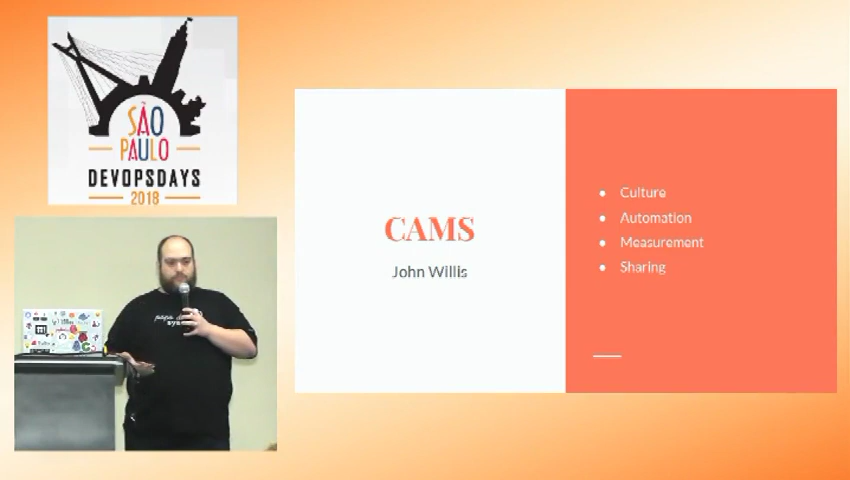 SÃO
PAULO
DEVOPSDAYS
2018
CAMS
John Willis
Culture
Automation
Measurement
Sharing